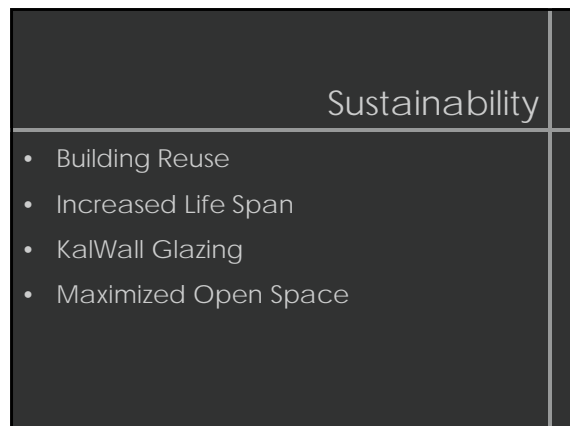 Sustainability
• Building Reuse
• Increased Life Span
• KalWall Glazing
• Maximized Open Space